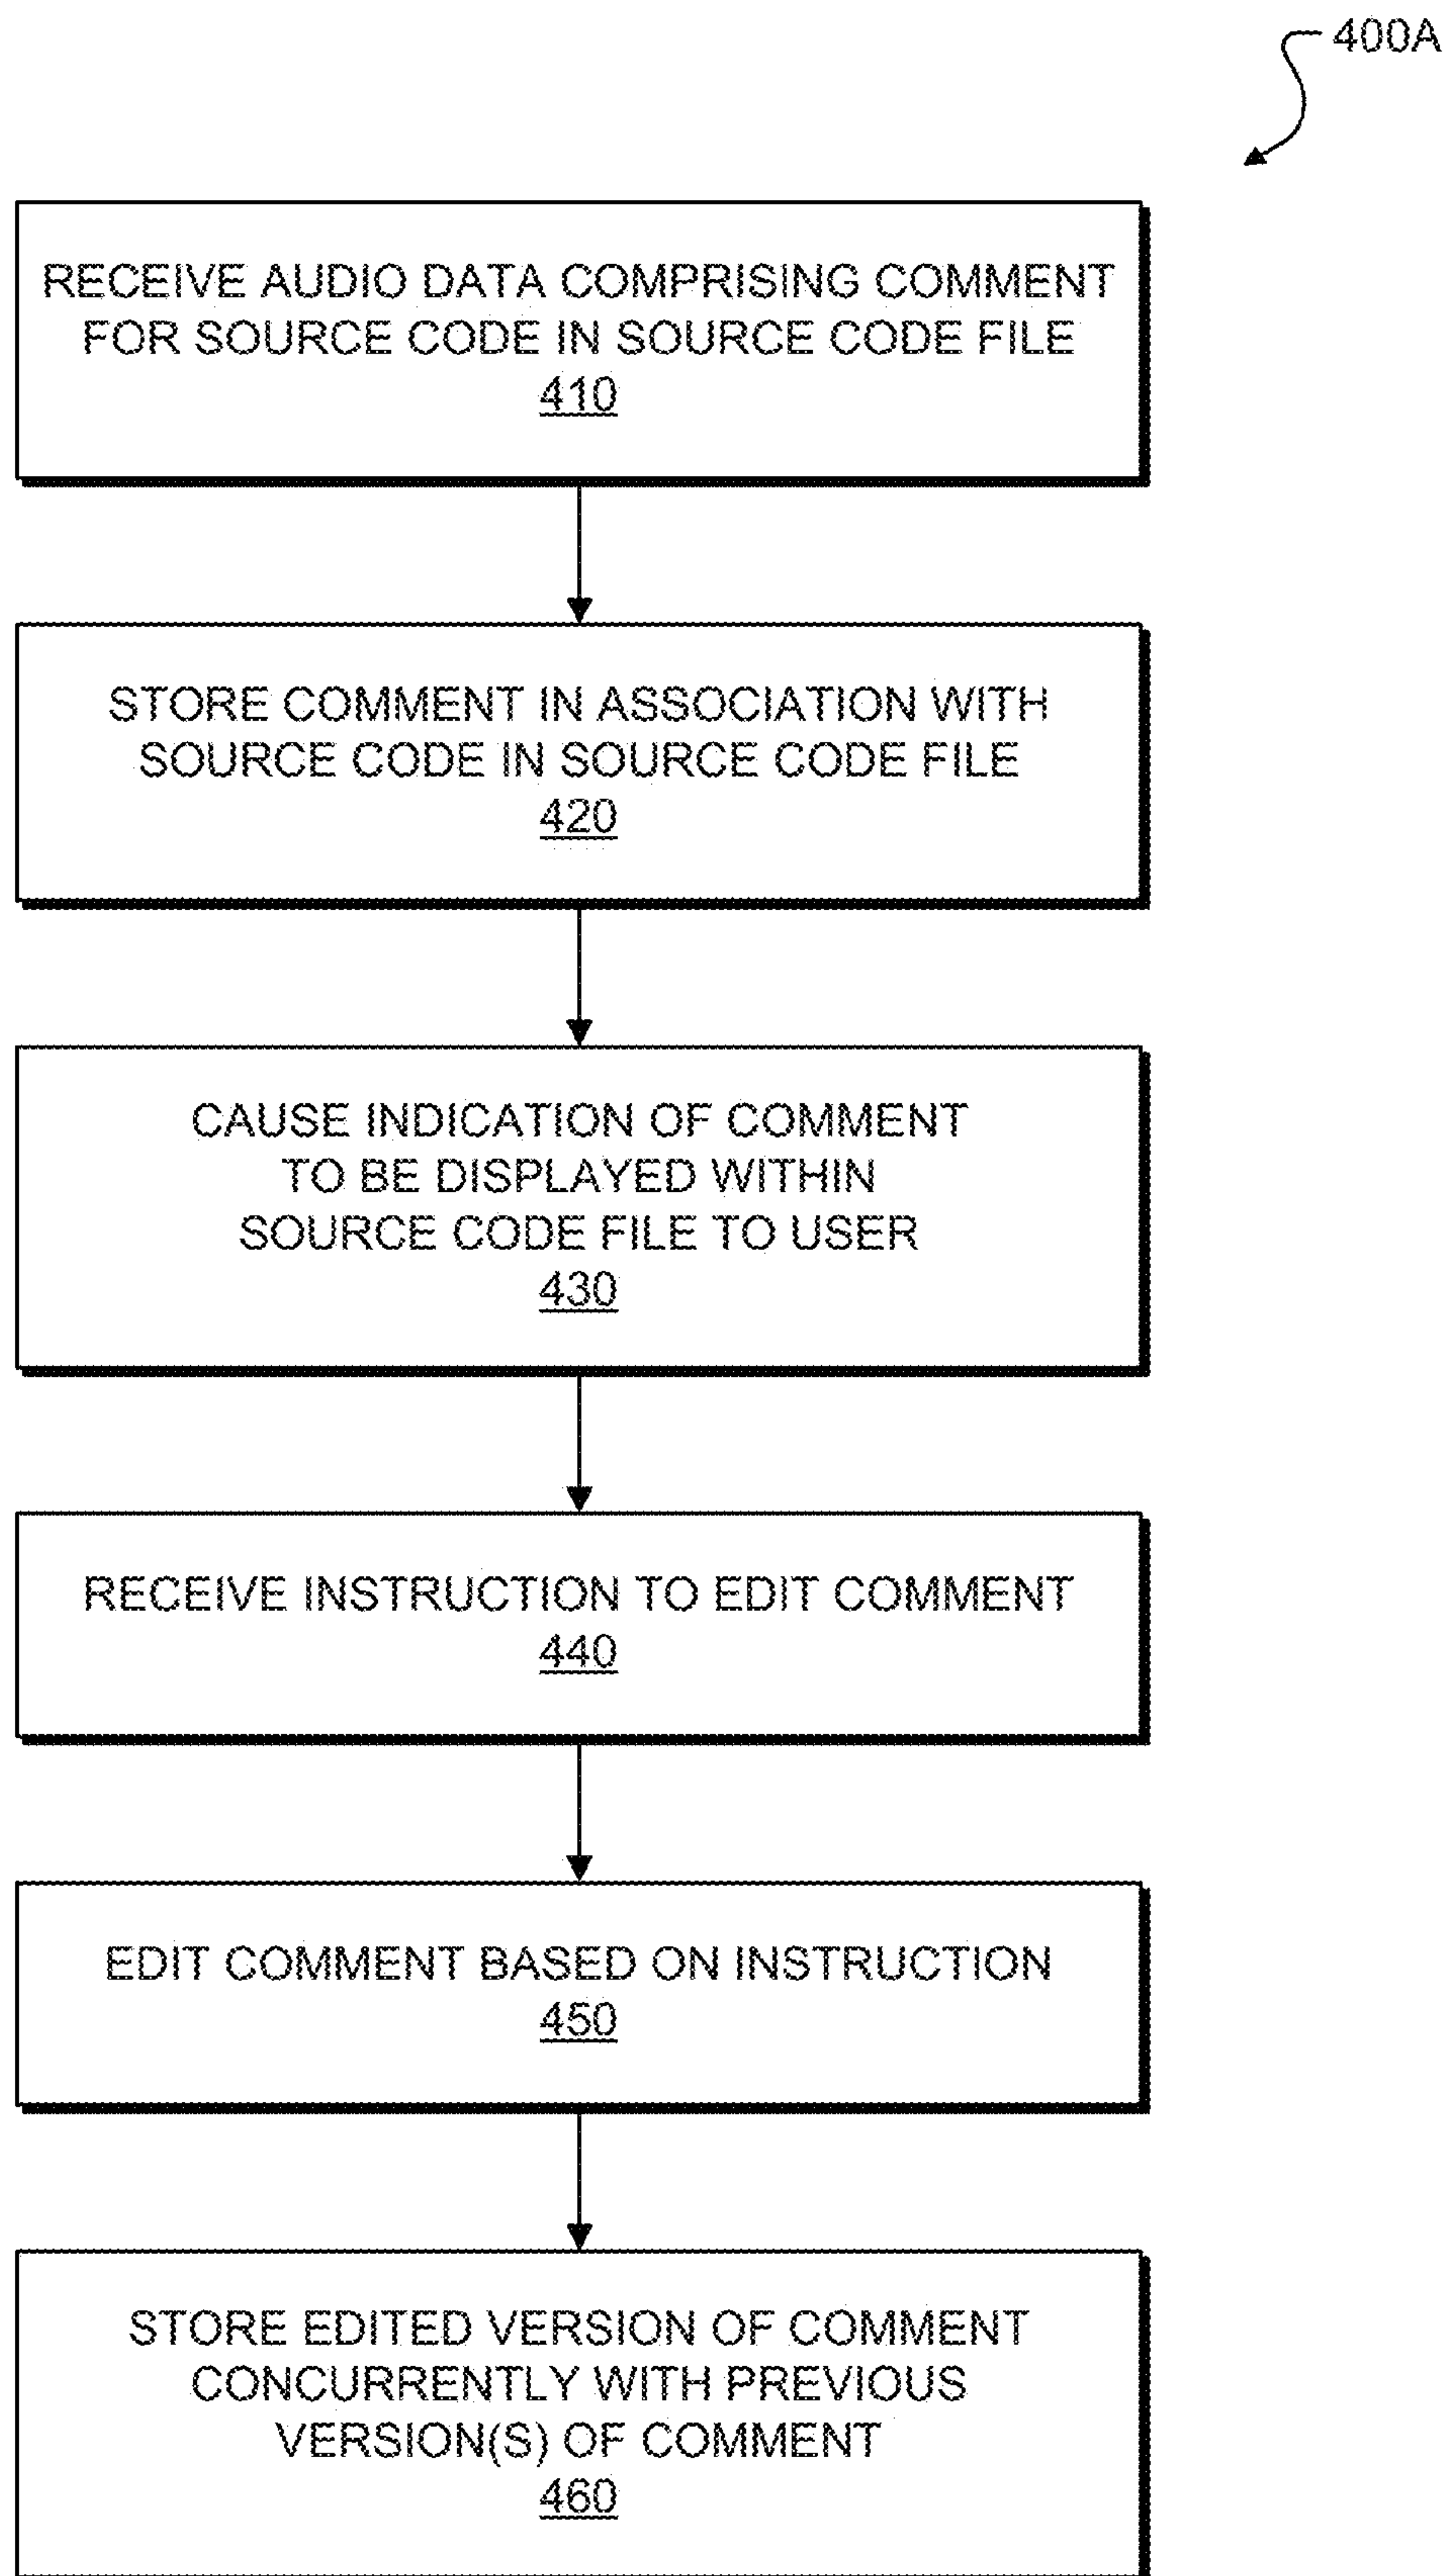 400A
RECEIVE AUDIO DATA COMPRISING COMMENT
FOR SOURCE CODE IN SOURCE CODE FILE
410
STORE COMMENT IN ASSOCIATION WITH
SOURCE CODE IN SOURCE CODE FILE
420
CAUSE INDICATION OF COMMENT
TO BE DISPLAYED WITHIN
SOURCE CODE FILE TO USER
430
RECEIVE INSTRUCTION TO EDIT COMMENT
440
EDIT COMMENT BASED ON INSTRUCTION
450
STORE EDITED VERSION OF COMMENT
CONCURRENTLY WITH PREVIOUS
VERSION(S) OF COMMENT
460